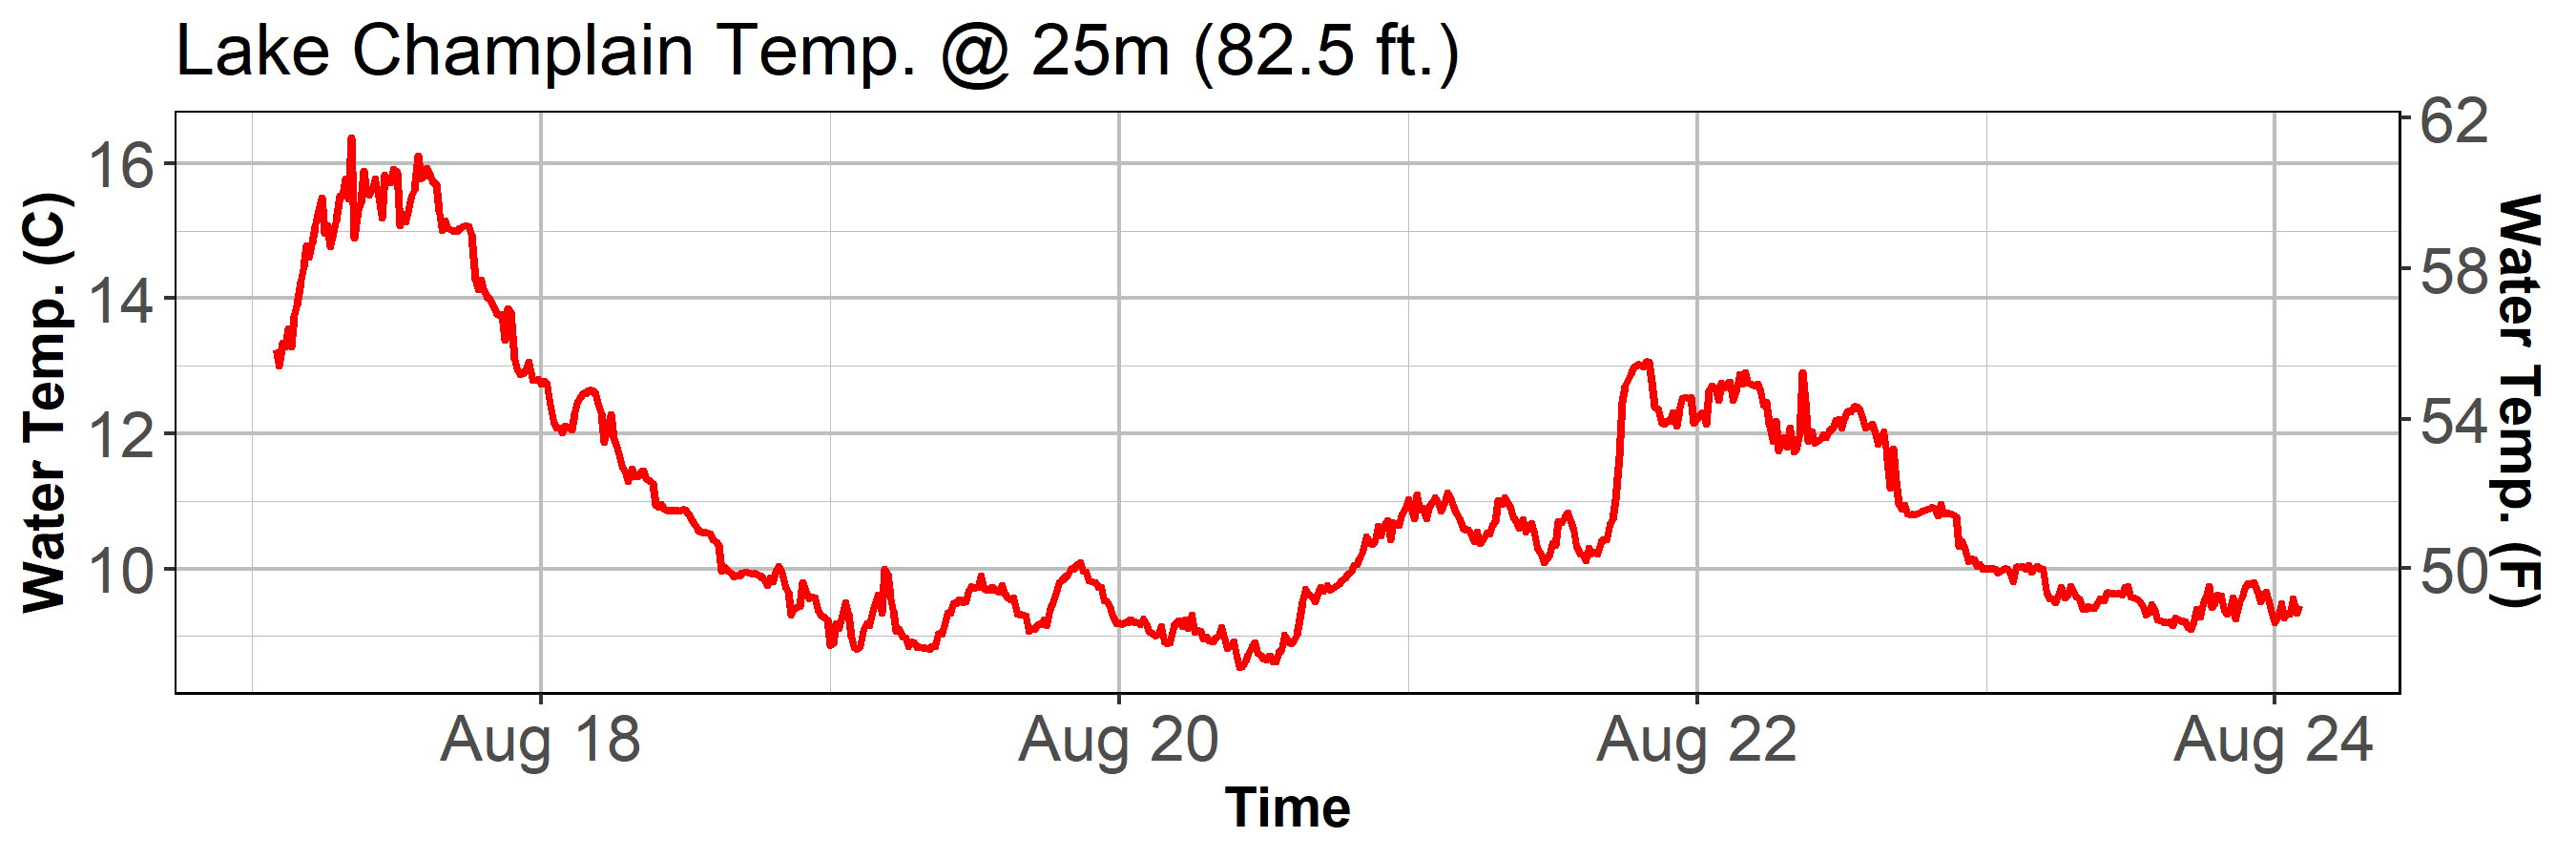 Lake Champlain Temp. @ 25m (82.5 ft.)
Water Temp. (C)
16
14
12
10
62
58
54
50
Water Temp. (F)
Aug 18
Aug 20
Aug 22
Aug 24
Time